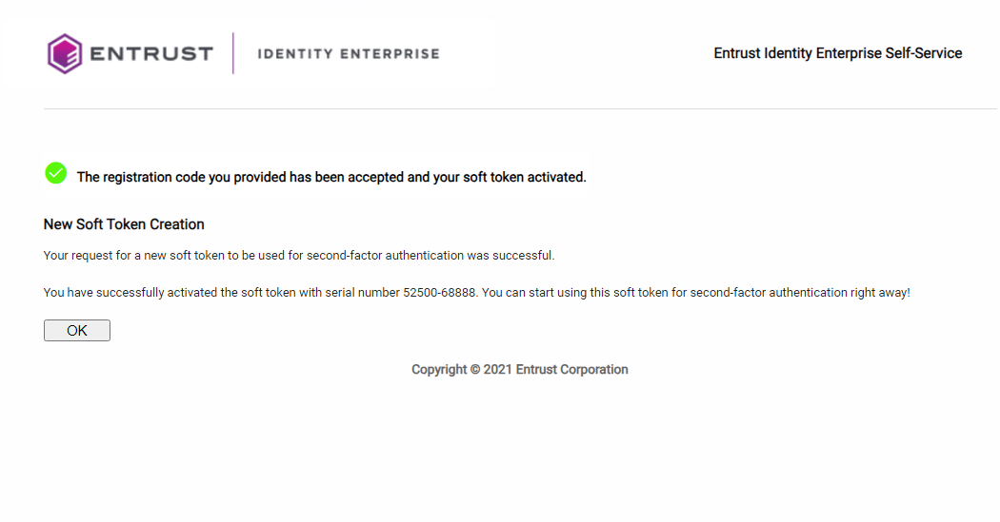 ENTRUST IDENTITY ENTERPRISE
Entrust Identity Enterprise Self-Service
The registration code you provided has been accepted and your soft token activated.
New Soft Token Creation
Your request for a new soft token to be used for second-factor authentication was successful.
You have successfully activated the soft token with serial number 52500-68888. You can start using this soft token for second-factor authentication right away!
OK
Copyright © 2021 Entrust Corporation